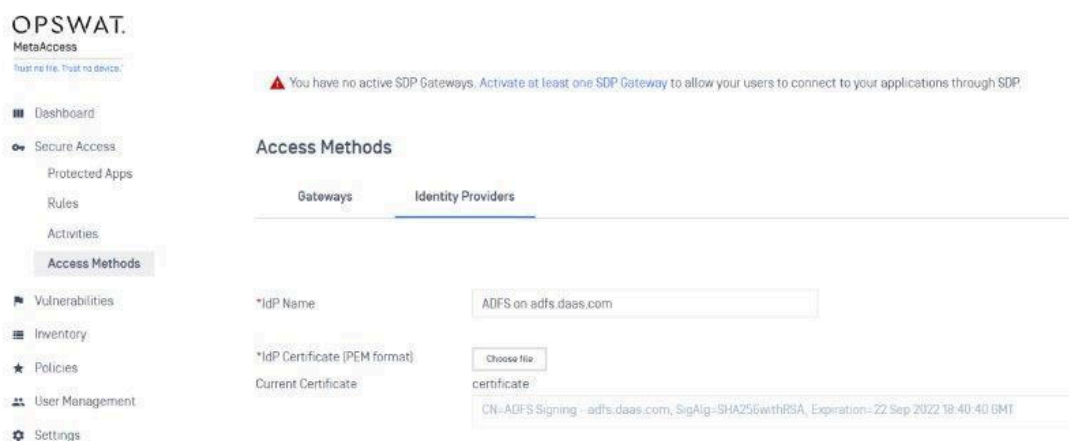 OPSWAT.
MetaAccess
Trust no file. Trust no device.
You have no active SDP Gateways. Activate at least one SDP Gateway to allow your users to connect to your applications through SDP.
Dashboard
Secure Access
Protected Apps
Rules
Activities
Access Methods
Vulnerabilities
Inventory
Policies
User Management
Settings
Access Methods
Gateways Identity Providers
*IdP Name ADFS on adfs.daas.com
*IdP Certificate (PEM format) Choose file
Current Certificate certificate
CN=ADFS Signing - adfs.daas.com, SigAlg=SHA256withRSA, Expiration=22 Sep 2022 18:40:40 GMT